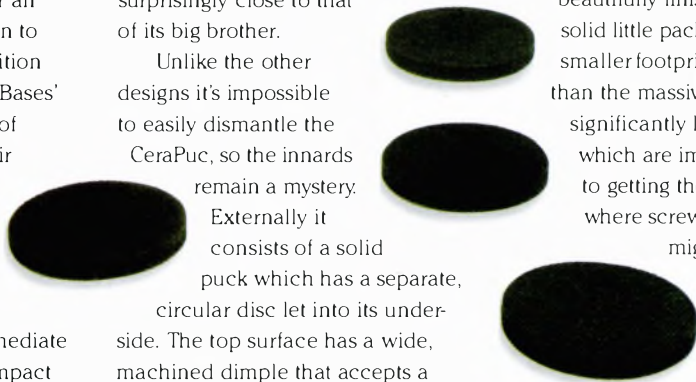 r an
n to
ition
Bases'
of
ir
nediate
mpact
surprisingly close to that
of its big brother.
Unlike the other
designs it's impossible
to easily dismantle the
CeraPuc, so the innards
remain a mystery.
Externally it
consists of a solid
puck which has a separate,
circular disc let into its under-
side. The top surface has a wide,
machined dimple that accepts a
solid little pack
smaller footpri
than the massiv
significantly l
which are im
to getting th
where screw
mig